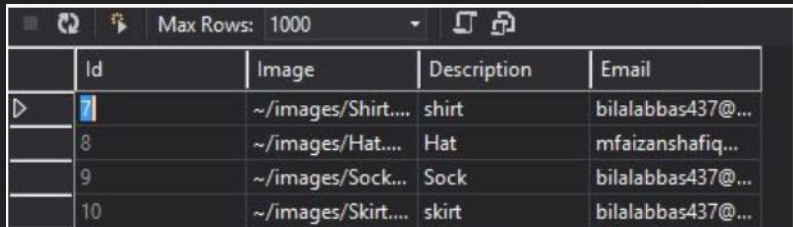 Max Rows: 1000
Id Image Description Email
7 ~/images/Shirt.... shirt bilalabbas437@...
8 ~/images/Hat.... Hat mfaizanshafiq...
9 ~/images/Sock... Sock bilalabbas437@...
10 ~/images/Skirt.... skirt bilalabbas437@...